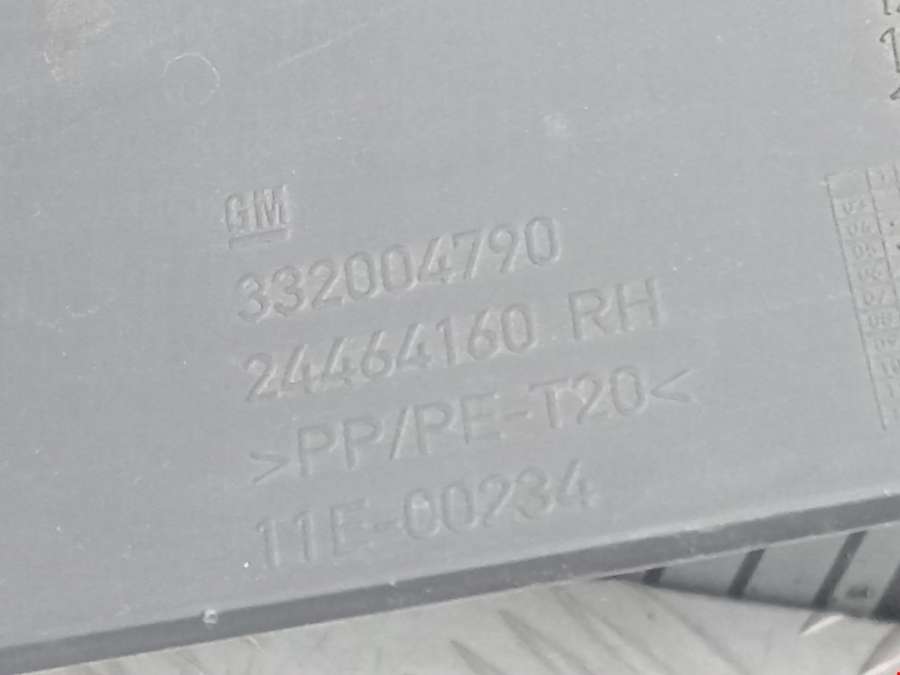 GM
332004790
24464160 RH
>PP/PE-T20<
11E-00234